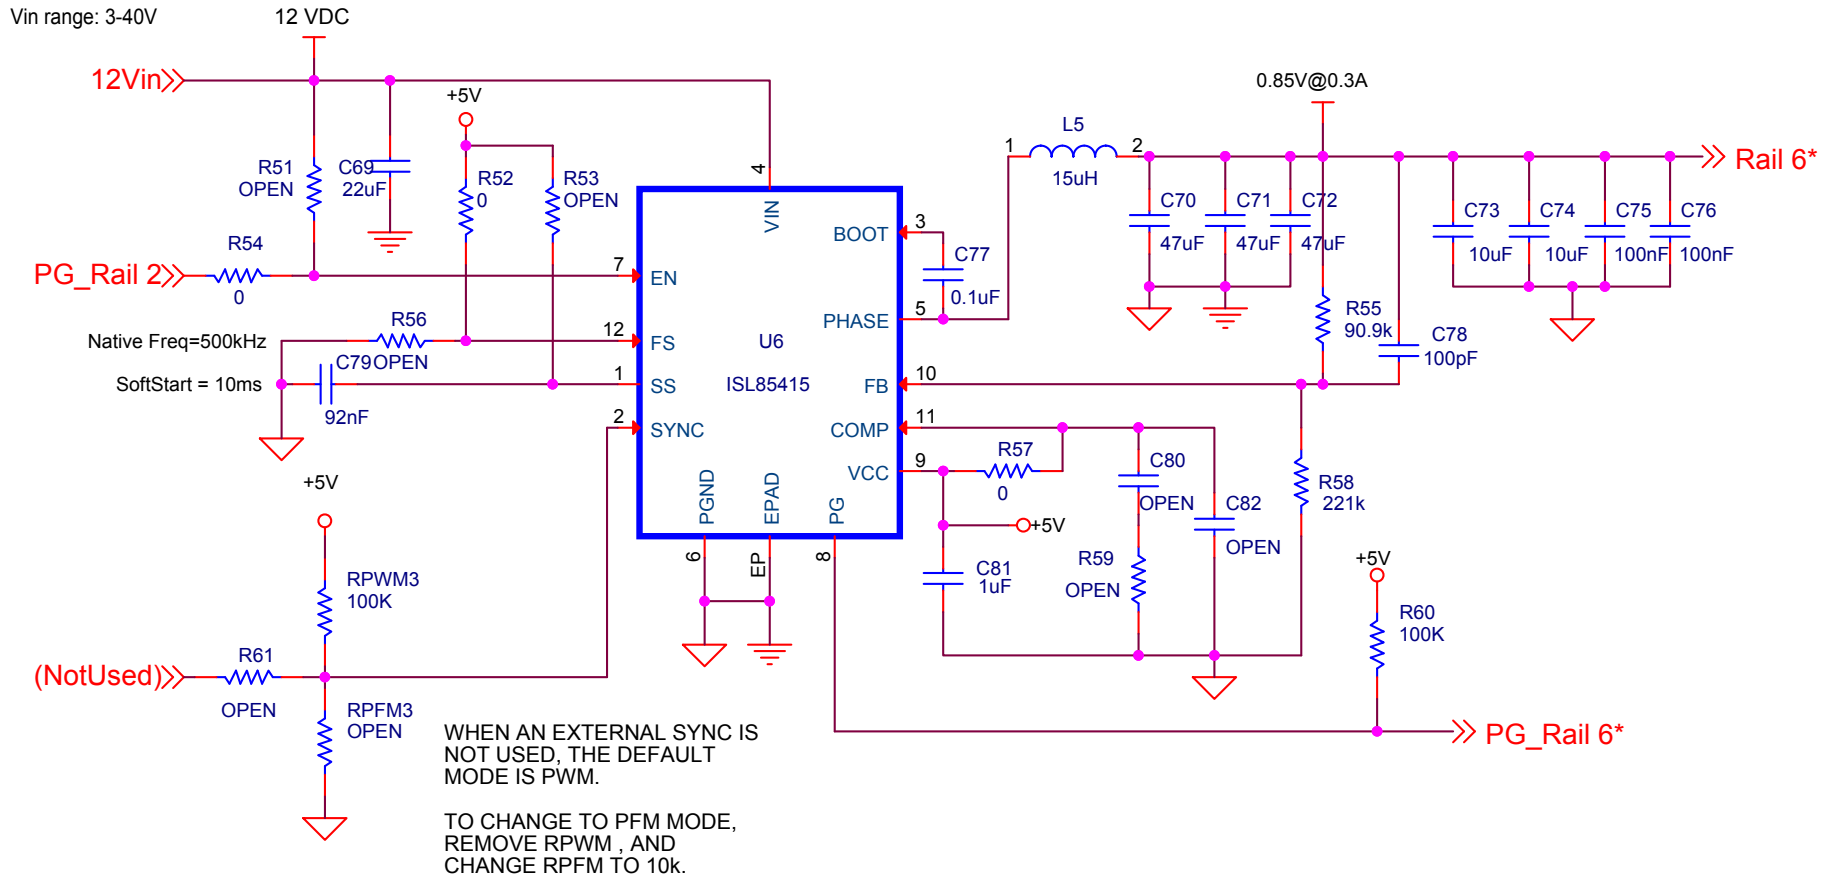 Vin range: 3-40V
12 VDC
12Vin
+5V
0.85V@0.3A
R51
OPEN
C69
22uF
R52
0
R53
OPEN
4
VIN
1
L5
2
15uH
Rail 6*
C70
47uF
C71
47uF
C72
47uF
C73
10uF
C74
10uF
C75
100nF
C76
100nF
R54
0
PG_Rail 2
7
EN
BOOT
3
C77
0.1uF
PHASE
5
R55
90.9k
C78
100pF
Native Freq=500kHz
R56
OPEN
12
FS
U6
ISL85415
SoftStart = 10ms
C79
92nF
1
SS
FB
10
2
SYNC
COMP
11
VCC
9
R57
0
C80
OPEN
C82
OPEN
R58
221k
PGND
EPAD
PG
6
EP
8
+5V
C81
1uF
R59
OPEN
+5V
R60
100K
+5V
RPWM3
100K
(NotUsed)
R61
OPEN
RPFM3
OPEN
PG_Rail 6*
WHEN AN EXTERNAL SYNC IS
NOT USED, THE DEFAULT
MODE IS PWM.
TO CHANGE TO PFM MODE,
REMOVE RPWM , AND
CHANGE RPFM TO 10k.